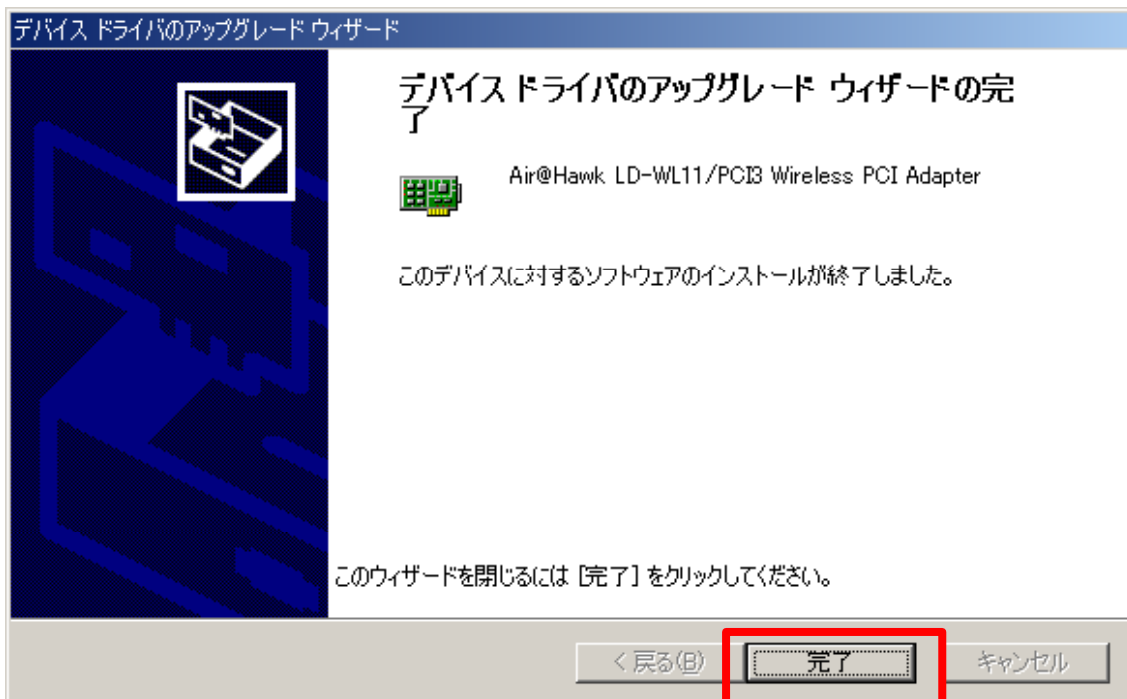 デバイス ドライバのアップグレード ウィザード
デバイス ドライバのアップグレード ウィザードの完
了
Air@Hawk LD-WL11/PCI3 Wireless PCI Adapter
このデバイスに対するソフトウェアのインストールが終了しました。
このウィザードを閉じるには [完了] をクリックしてください。
< 戻る(B)
完了
キャンセル